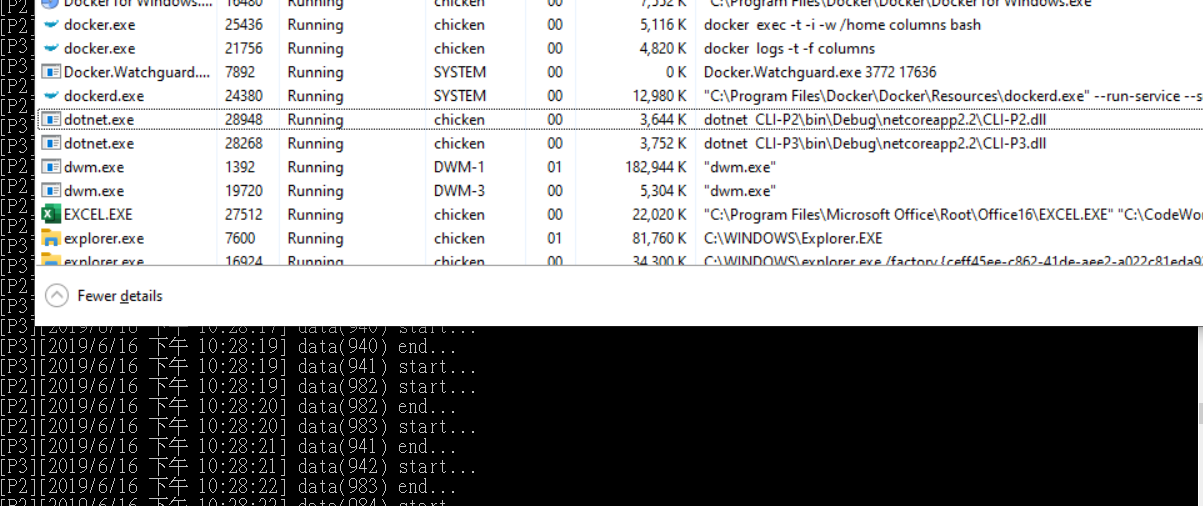 [P2] Docker for Windows.... 16480 Running chicken 00 7,552 K "C:\Program Files\Docker\Docker\Docker for Windows.exe
[P2] docker.exe 25436 Running chicken 00 5,116 K docker exec -t -i -w /home columns bash
[P3] docker.exe 21756 Running chicken 00 4,820 K docker logs -t -f columns
[P3] Docker.Watchguard.... 7892 Running SYSTEM 00 0 K Docker.Watchguard.exe 3772 17636
[P2] dockerd.exe 24380 Running SYSTEM 00 12,980 K "C:\Program Files\Docker\Docker\Resources\dockerd.exe" --run-service --s
[P3] dotnet.exe 28948 Running chicken 00 3,644 K dotnet CLI-P2\bin\Debug\netcoreapp2.2\CLI-P2.dll
[P3] dotnet.exe 28268 Running chicken 00 3,752 K dotnet CLI-P3\bin\Debug\netcoreapp2.2\CLI-P3.dll
[P2] dwm.exe 1392 Running DWM-1 01 182,944 K "dwm.exe"
[P2] dwm.exe 19720 Running DWM-3 00 5,304 K "dwm.exe"
[P2] EXCEL.EXE 27512 Running chicken 00 22,020 K "C:\Program Files\Microsoft Office\Root\Office16\EXCEL.EXE" "C:\CodeWo
[P3] explorer.exe 7600 Running chicken 01 81,760 K C:\WINDOWS\Explorer.EXE
[P3] explorer.exe 16924 Running chicken 00 34,300 K C:\WINDOWS\explorer.exe /factory,{ceff45ee-c862-41de-aee2-a022c81eda9
[P2] Fewer details
[P3][2019/6/16 下午 10:28:17] data(940) start...
[P3][2019/6/16 下午 10:28:19] data(940) end...
[P3][2019/6/16 下午 10:28:19] data(941) start...
[P2][2019/6/16 下午 10:28:19] data(982) start...
[P2][2019/6/16 下午 10:28:20] data(982) end...
[P2][2019/6/16 下午 10:28:20] data(983) start...
[P3][2019/6/16 下午 10:28:21] data(941) end...
[P3][2019/6/16 下午 10:28:21] data(942) start...
[P2][2019/6/16 下午 10:28:22] data(983) end...
[P2][2019/6/16 下午 10:28:22] data(984) start